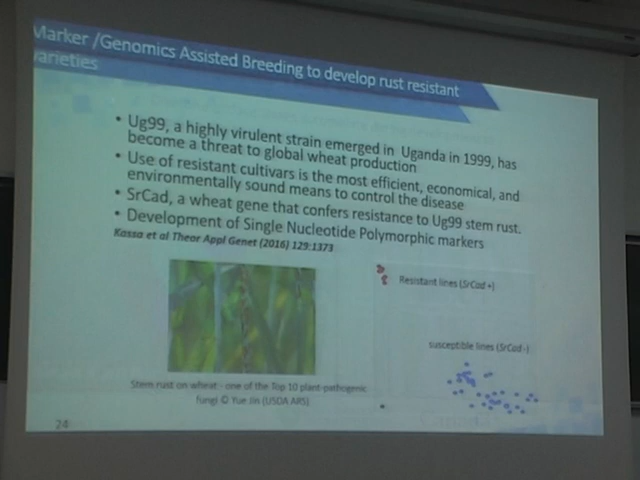 Marker /Genomics Assisted Breeding to develop rust resistant
varieties
• Ug99, a highly virulent strain emerged in Uganda in 1999, has
become a threat to global wheat production
• Use of resistant cultivars is the most efficient, economical, and
environmentally sound means to control the disease
• SrCad, a wheat gene that confers resistance to Ug99 stem rust.
• Development of Single Nucleotide Polymorphic markers
Kassa et al Theor Appl Genet (2016) 129:1373
Resistant lines (SrCad +)
susceptible lines (SrCad -)
Stem rust on wheat:- one of the Top 10 plant-pathogenic
fungi © Yue Jin (USDA ARS)
24